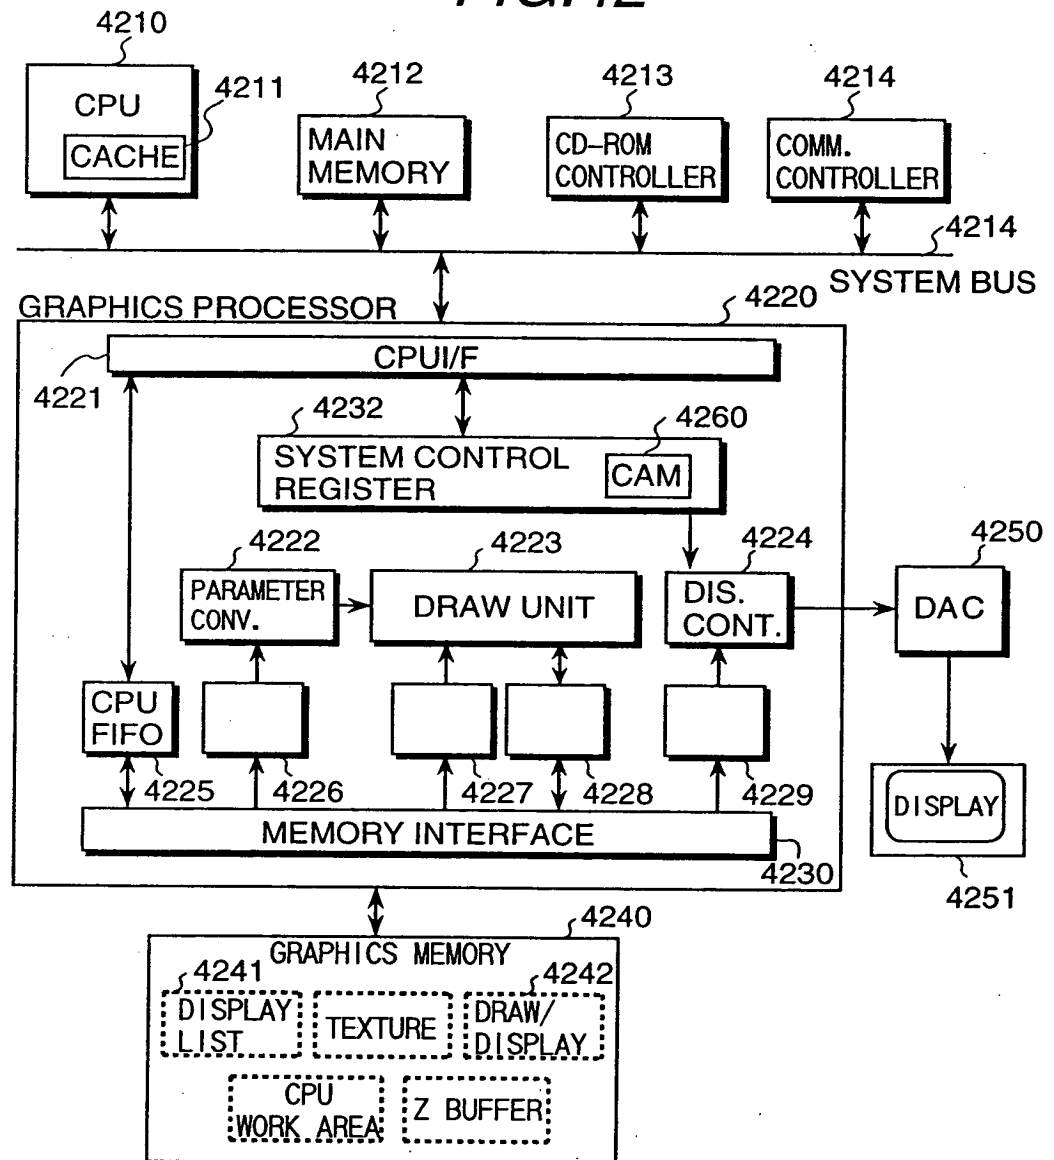 4210
4211
4212
4213
4214
CPU
CACHE
MAIN
MEMORY
CD-ROM
CONTROLLER
COMM.
CONTROLLER
4214
SYSTEM BUS
GRAPHICS PROCESSOR
4220
CPUI/F
4221
4232
4260
SYSTEM CONTROL
REGISTER
CAM
4222
4223
4224
4250
PARAMETER
CONV.
DRAW UNIT
DIS.
CONT.
DAC
CPU
FIFO
4225
4226
4227
4228
4229
DISPLAY
MEMORY INTERFACE
4230
4251
4240
GRAPHICS MEMORY
4241
4242
DISPLAY
LIST
TEXTURE
DRAW/
DISPLAY
CPU
WORK AREA
Z BUFFER